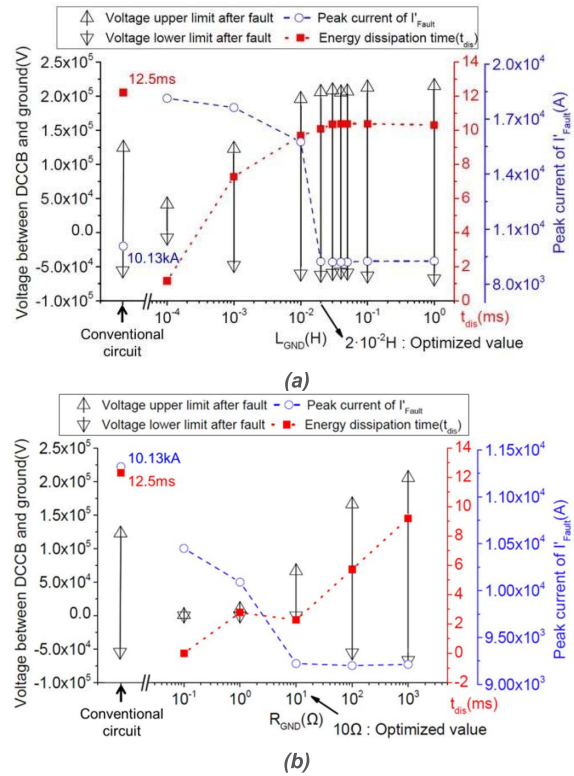 Voltage upper limit after fault
Peak current of I'Fault
Voltage lower limit after fault
Energy dissipation time(tdis)
Voltage between DCCB and ground(V)
2.5x10^5
2.0x10^5
1.5x10^5
1.0x10^5
5.0x10^4
0.0
-5.0x10^4
-1.0x10^5
12.5ms
10.13kA
14
12
10
8
6
4
2
0
tdis(ms)
2.0x10^4
1.8x10^4
1.6x10^4
1.4x10^4
1.2x10^4
1.0x10^4
9.8x10^3
Peak current of I'Fault(A)
10^-4
10^-3
10^-2
10^-1
10^0
Conventional
circuit
LGND(H)
2·10^-2H : Optimized value
(a)
Voltage upper limit after fault
Peak current of I'Fault
Voltage lower limit after fault
Energy dissipation time(tdis)
Voltage between DCCB and ground(V)
2.5x10^5
2.0x10^5
1.5x10^5
1.0x10^5
5.0x10^4
0.0
-5.0x10^4
-1.0x10^5
10.13kA
12.5ms
14
12
10
8
6
4
2
0
-2
tdis(ms)
1.15x10^4
1.10x10^4
1.05x10^4
1.00x10^4
9.50x10^3
9.00x10^3
Peak current of I'Fault(A)
10^-1
10^0
10^1
10^2
10^3
Conventional
circuit
RGND(Ω)
10Ω : Optimized value
(b)